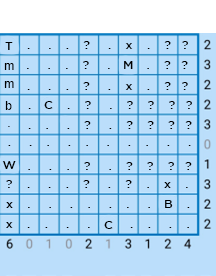 T . . . ? . x . ? ? 2
m . . . ? . M . ? ? 3
m . . . ? . x . ? ? 2
b . C . ? . ? ? ? ? 2
. . . . ? . ? ? ? ? 3
. . . . . . . . . . 0
W . . . ? . ? ? ? ? 1
? . . . ? . ? . x . 3
x . . . . . . . B . 2
x . . . . C . . . . 2
6 0 1 0 2 1 3 1 2 4